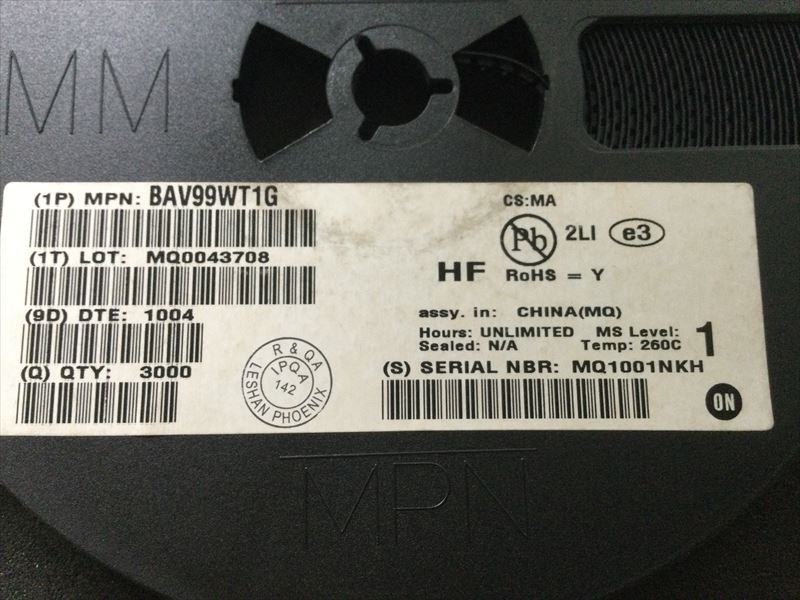 MM
(1P) MPN: BAV99WT1G
CS:MA
Pb 2LI e3
(1T) LOT: MQ0043708
HF RoHS = Y
(9D) DTE: 1004
assy. in: CHINA(MQ)
Hours: UNLIMITED MS Level: 1
Sealed: N/A Temp: 260C
(Q) QTY: 3000
R & QA
IPQA
142
LESHAN PHOENIX
(S) SERIAL NBR: MQ1001NKH
ON
MPN